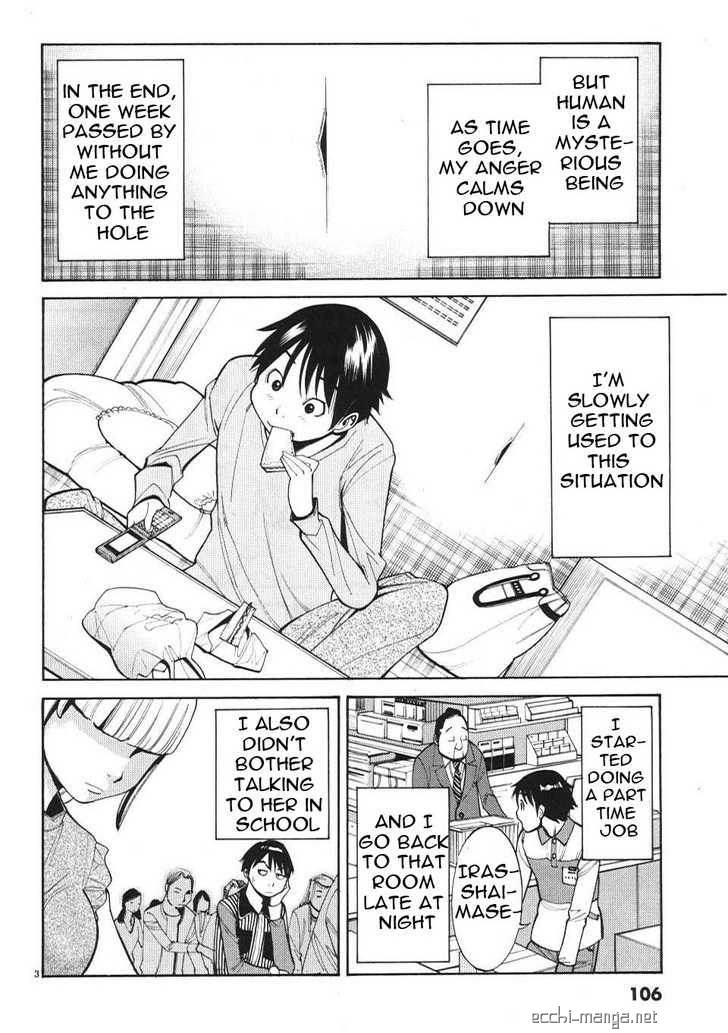 BUT
HUMAN
IS A
MYSTE-
RIOUS
BEING
AS TIME
GOES,
MY ANGER
CALMS
DOWN
IN THE END,
ONE WEEK
PASSED BY
WITHOUT
ME DOING
ANYTHING
TO THE
HOLE
I'M
SLOWLY
GETTING
USED TO
THIS
SITUATION
I
STAR-
TED
DOING
A PART
TIME
JOB
IRAS-
SHAI-
MASE-
AND I
GO BACK
TO THAT
ROOM
LATE AT
NIGHT
I ALSO
DIDN'T
BOTHER
TALKING
TO HER IN
SCHOOL
3
106
ecchi-manga.net